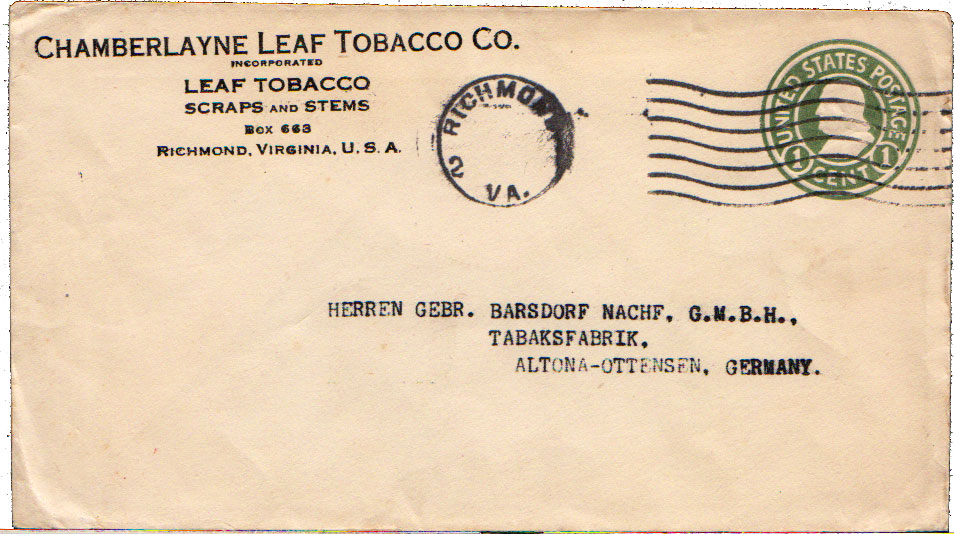 CHAMBERLAYNE LEAF TOBACCO CO.
INCORPORATED
LEAF TOBACCO
SCRAPS AND STEMS
BOX 663
RICHMOND, VIRGINIA, U. S. A.
RICHMOND
2
VA.
UNITED STATES POSTAGE
1 CENT 1
HERREN GEBR. BARSDORF NACHF. G.M.B.H.,
TABAKSFABRIK.
ALTONA-OTTENSEN, GERMANY.